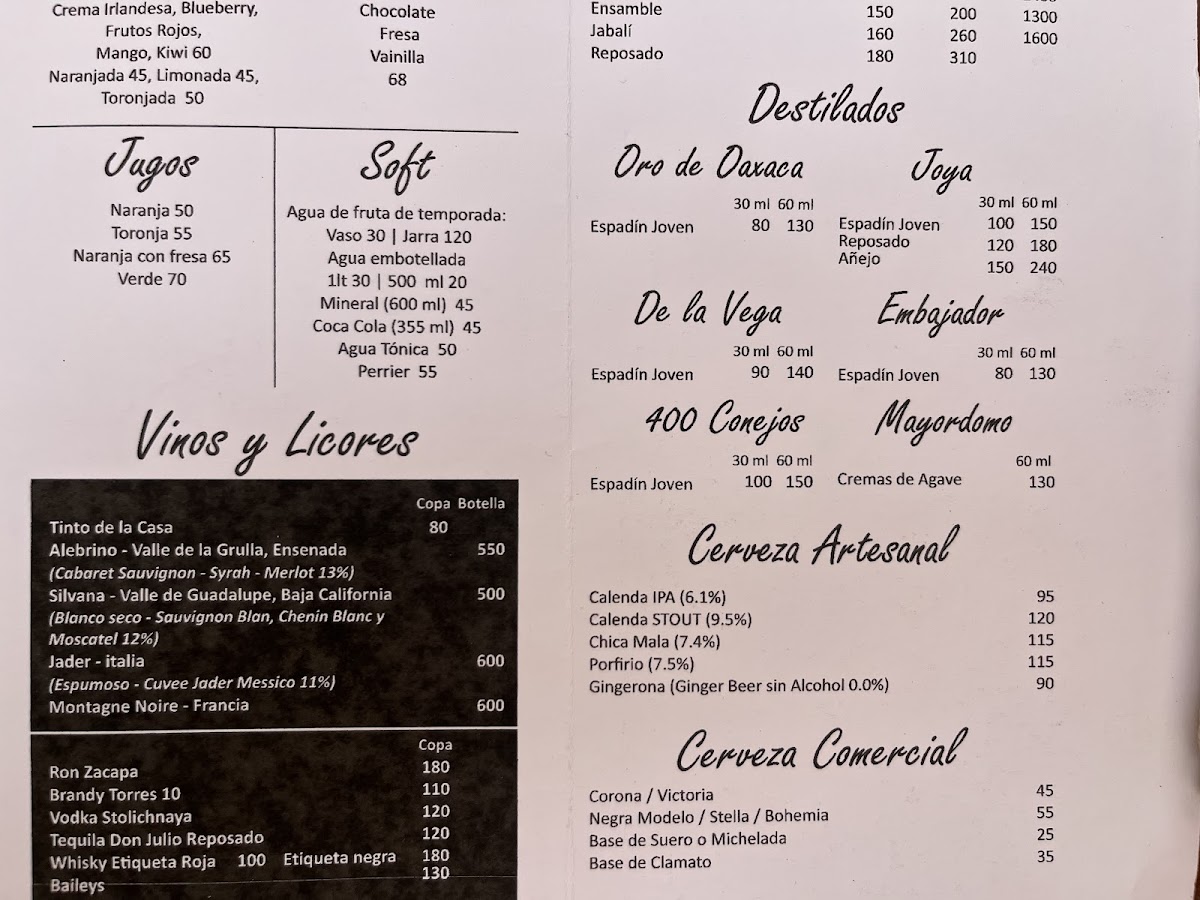 Crema Irlandesa, Blueberry,
Frutos Rojos,
Mango, Kiwi 60
Naranjada 45, Limonada 45,
Toronjada 50
Chocolate
Fresa
Vainilla
68
Jugos
Naranja 50
Toronja 55
Naranja con fresa 65
Verde 70
Soft
Agua de fruta de temporada:
Vaso 30 | Jarra 120
Agua embotellada
1lt 30 | 500 ml 20
Mineral (600 ml) 45
Coca Cola (355 ml) 45
Agua Tónica 50
Perrier 55
Vinos y Licores
Copa Botella
Tinto de la Casa 80
Alebrino - Valle de la Grulla, Ensenada 550
(Cabaret Sauvignon - Syrah - Merlot 13%)
Silvana - Valle de Guadalupe, Baja California 500
(Blanco seco - Sauvignon Blan, Chenin Blanc y
Moscatel 12%)
Jader - italia 600
(Espumoso - Cuvee Jader Messico 11%)
Montagne Noire - Francia 600
Copa
Ron Zacapa 180
Brandy Torres 10 110
Vodka Stolichnaya 120
Tequila Don Julio Reposado 120
Whisky Etiqueta Roja 100 Etiqueta negra 180
Baileys 130
Ensamble 150 200 1300
Jabalí 160 260 1600
Reposado 180 310
Destilados
Oro de Oaxaca
30 ml 60 ml
Espadín Joven 80 130
Joya
30 ml 60 ml
Espadín Joven 100 150
Reposado 120 180
Añejo 150 240
De la Vega
30 ml 60 ml
Espadín Joven 90 140
Embajador
30 ml 60 ml
Espadín Joven 80 130
400 Conejos
30 ml 60 ml
Espadín Joven 100 150
Mayordomo
60 ml
Cremas de Agave 130
Cerveza Artesanal
Calenda IPA (6.1%) 95
Calenda STOUT (9.5%) 120
Chica Mala (7.4%) 115
Porfirio (7.5%) 115
Gingerona (Ginger Beer sin Alcohol 0.0%) 90
Cerveza Comercial
Corona / Victoria 45
Negra Modelo / Stella / Bohemia 55
Base de Suero o Michelada 25
Base de Clamato 35